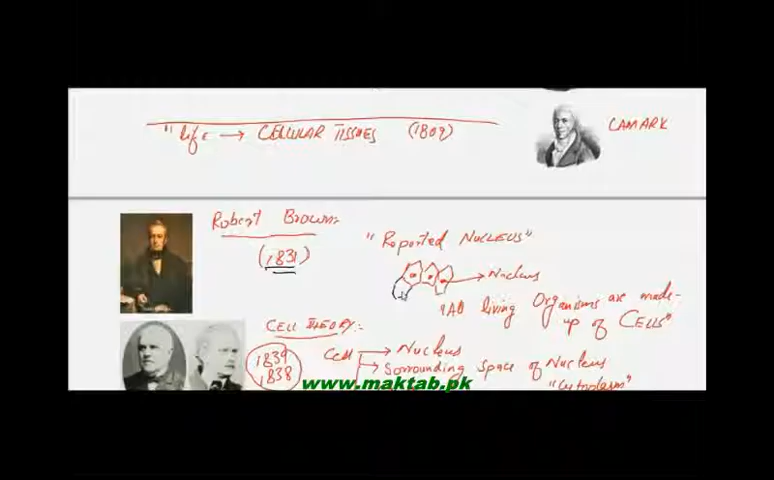 "life → CELLULAR TISSUES (1809)
LAMARK
Robert Brown:
(1831)
"Reported NUCLEUS"
Nucleus
"All living Organisms are made-
up of CELLS"
CELL THEORY:-
1839
1838
Cell → Nucleus
→ Sorrounding Space of Nucleus
"Cytoplasm"
www.maktab.pk